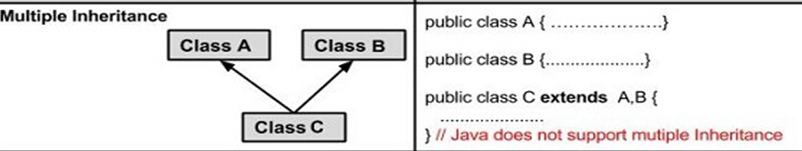 Multiple Inheritance
Class A
Class B
Class C
public class A { ....................}
public class B {....................}
public class C extends A,B {
.....................
} // Java does not support mutiple Inheritance